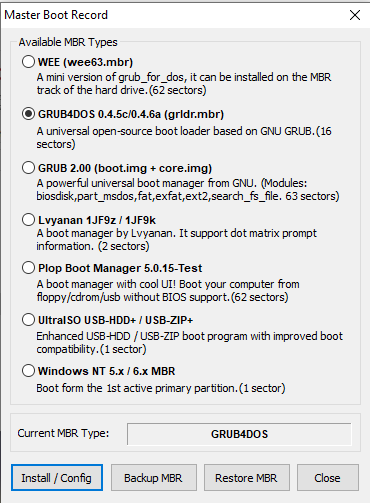 Master Boot Record
Available MBR Types
WEE (wee63.mbr)
A mini version of grub_for_dos, it can be installed on the MBR
track of the hard drive.(62 sectors)
GRUB4DOS 0.4.5c/0.4.6a (grldr.mbr)
A universal open-source boot loader based on GNU GRUB.(16
sectors)
GRUB 2.00 (boot.img + core.img)
A powerful universal boot manager from GNU. (Modules:
biosdisk,part_msdos,fat,exfat,ext2,search_fs_file. 63 sectors)
Lvyanan 1JF9z / 1JF9k
A boot manager by Lvyanan. It support dot matrix prompt
information. (2 sectors)
Plop Boot Manager 5.0.15-Test
A boot manager with cool UI! Boot your computer from
floppy/cdrom/usb without BIOS support.(62 sectors)
UltraISO USB-HDD+ / USB-ZIP+
Enhanced USB-HDD / USB-ZIP boot program with improved boot
compatibility.(1 sector)
Windows NT 5.x / 6.x MBR
Boot form the 1st active primary partition.(1 sector)
Current MBR Type: GRUB4DOS
Install / Config Backup MBR Restore MBR Close